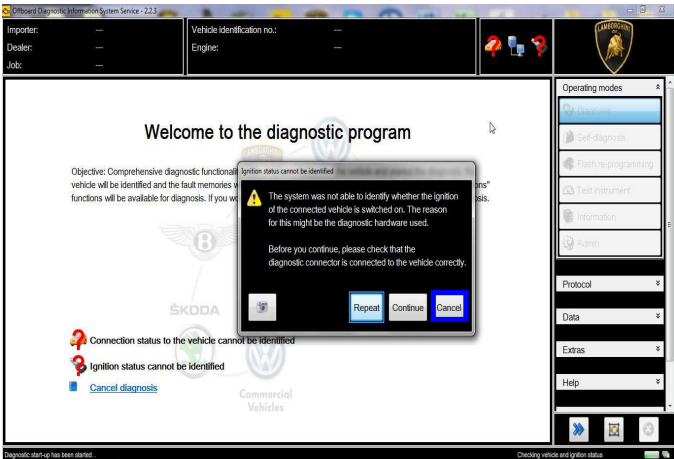 Offboard Diagnostic Information System Service - 2.2.3
Importer: ---
Dealer: ---
Job: ---
Vehicle identification no.: ---
Engine: ---
LAMBORGHINI
Operating modes
Diagnosis
Self-diagnosis
Flash re-programming
Test instrument
Information
Admin
Protocol
Data
Extras
Help
Welcome to the diagnostic program
Objective: Comprehensive diagnostic functionali
vehicle will be identified and the fault memories w ons"
functions will be available for diagnosis. If you wo osis.
Ignition status cannot be identified
The system was not able to identify whether the ignition
of the connected vehicle is switched on. The reason
for this might be the diagnostic hardware used.
Before you continue, please check that the
diagnostic connector is connected to the vehicle correctly.
Repeat Continue Cancel
ŠKODA
Connection status to the vehicle cannot be identified
Ignition status cannot be identified
Cancel diagnosis
Commercial
Vehicles
Diagnostic start-up has been started...
Checking vehicle and ignition status